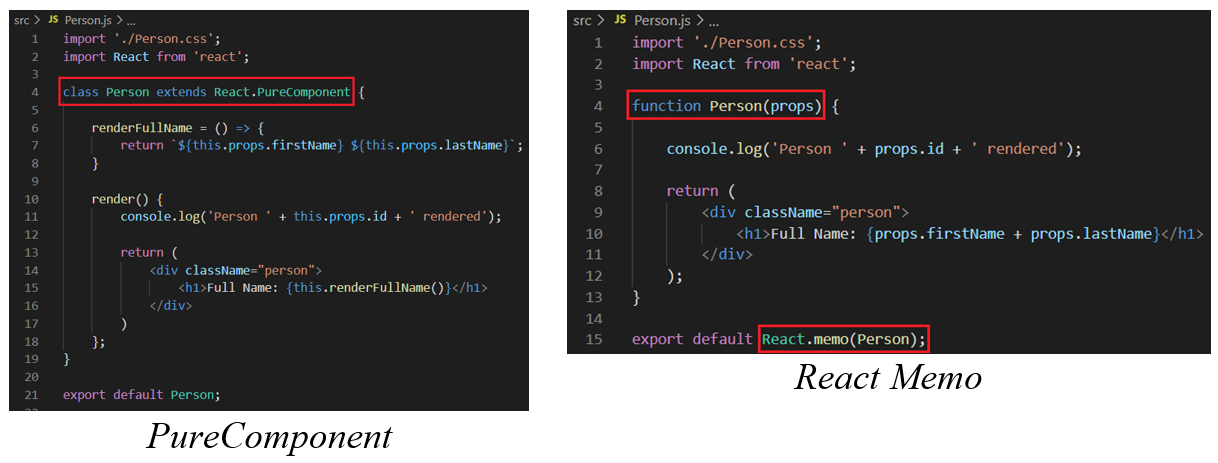 src > JS Person.js > ...
1 import './Person.css';
2 import React from 'react';
3
4 class Person extends React.PureComponent {
5
6 renderFullName = () => {
7 return `${this.props.firstName} ${this.props.lastName}`;
8 }
9
10 render() {
11 console.log('Person ' + this.props.id + ' rendered');
12
13 return (
14 <div className="person">
15 <h1>Full Name: {this.renderFullName()}</h1>
16 </div>
17 )
18 };
19 }
20
21 export default Person;
PureComponent
src > JS Person.js > ...
1 import './Person.css';
2 import React from 'react';
3
4 function Person(props) {
5
6 console.log('Person ' + props.id + ' rendered');
7
8 return (
9 <div className="person">
10 <h1>Full Name: {props.firstName + props.lastName}</h1>
11 </div>
12 );
13 }
14
15 export default React.memo(Person);
React Memo